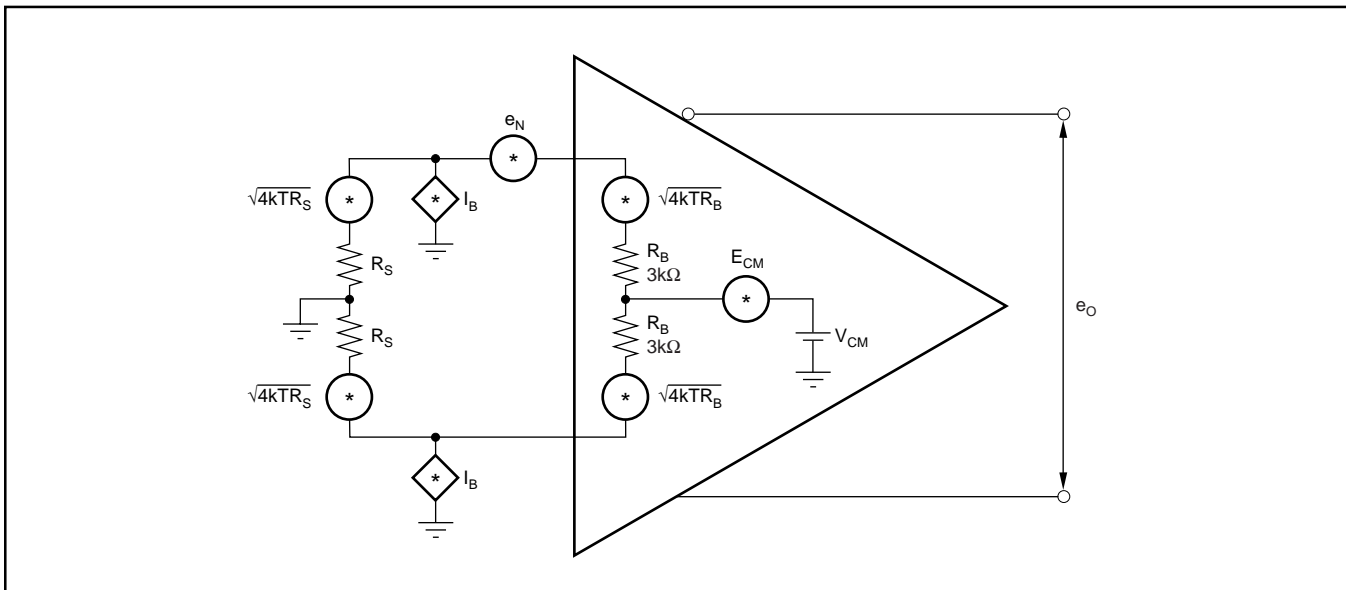 e_N
√4kTR_S
I_B
√4kTR_B
R_S
R_B
3kΩ
E_CM
R_S
R_B
3kΩ
V_CM
e_O
√4kTR_S
√4kTR_B
I_B